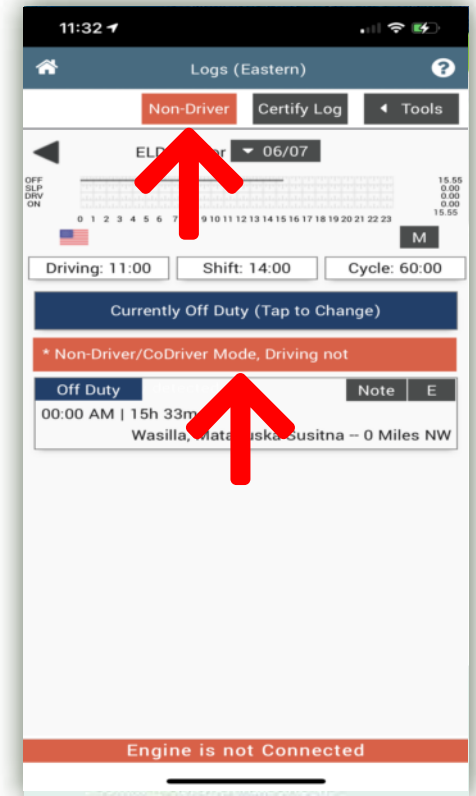 11:32
Logs (Eastern)
?
Non-Driver
Certify Log
Tools
06/07
OFF 15.55
SLP 0.00
DRV 0.00
ON 0.00
0 1 2 3 4 5 6 7 9 10 11 12 13 14 15 16 17 18 19 20 21 22 23 15.55
M
Driving: 11:00
Shift: 14:00
Cycle: 60:00
Currently Off Duty (Tap to Change)
* Non-Driver/CoDriver Mode, Driving not
Off Duty
Note
E
00:00 AM | 15h 33m
Wasilla, Susitna -- 0 Miles NW
Engine is not Connected